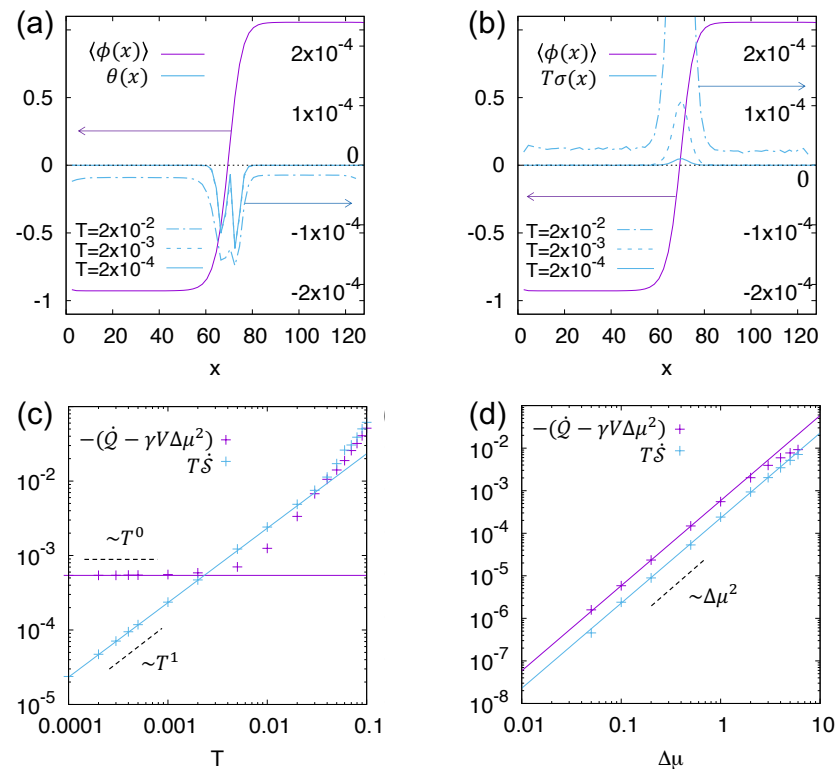 (a)
⟨ϕ(x)⟩
θ(x)
0.5
0
-0.5
-1
2x10⁻⁴
1x10⁻⁴
0
-1x10⁻⁴
-2x10⁻⁴
T=2x10⁻²
T=2x10⁻³
T=2x10⁻⁴
0 20 40 60 80 100 120
x
(b)
⟨ϕ(x)⟩
Tσ(x)
0.5
0
-0.5
-1
2x10⁻⁴
1x10⁻⁴
0
-1x10⁻⁴
-2x10⁻⁴
T=2x10⁻²
T=2x10⁻³
T=2x10⁻⁴
0 20 40 60 80 100 120
x
(c)
−(Q̇ − γVΔμ²)
TṠ
10⁻²
10⁻³
10⁻⁴
10⁻⁵
~T⁰
~T¹
0.0001 0.001 0.01 0.1
T
(d)
−(Q̇ − γVΔμ²)
TṠ
10⁻²
10⁻³
10⁻⁴
10⁻⁵
10⁻⁶
10⁻⁷
10⁻⁸
~Δμ²
0.01 0.1 1 10
Δμ